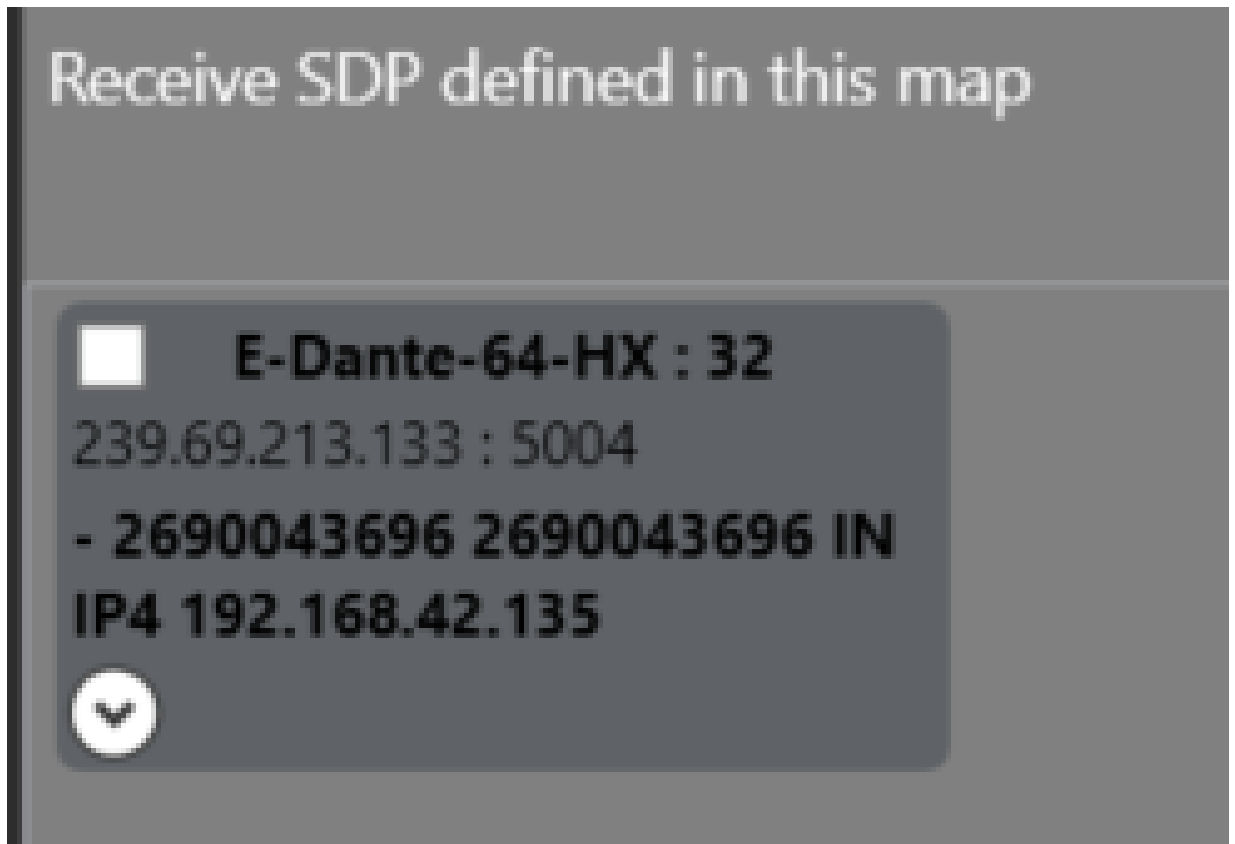 Receive SDP defined in this map
E-Dante-64-HX : 32
239.69.213.133 : 5004
- 2690043696 2690043696 IN
IP4 192.168.42.135